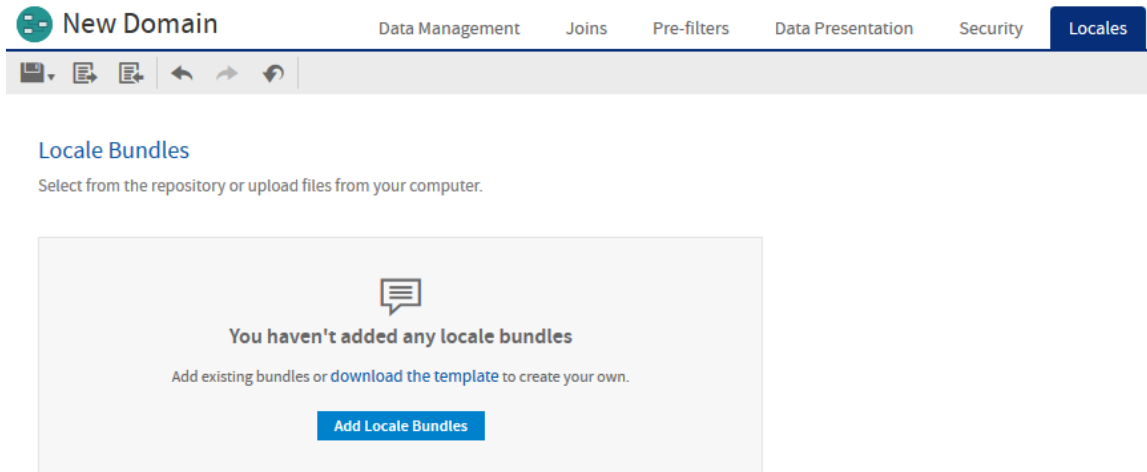 New Domain
Data Management Joins Pre-filters Data Presentation Security Locales
Locale Bundles
Select from the repository or upload files from your computer.
You haven't added any locale bundles
Add existing bundles or download the template to create your own.
Add Locale Bundles